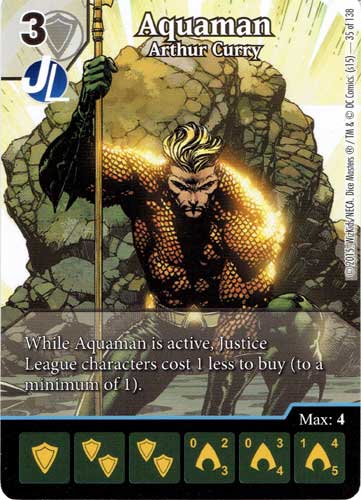 3
JL
Aquaman
Arthur Curry
While Aquaman is active, Justice
League characters cost 1 less to buy (to a
minimum of 1).
Max: 4
0 2 3
0 3 4
1 4 5
© 2015 WizKids/NECA. Dice Masters ® / TM & © DC Comics. (s15) — 35 of 138